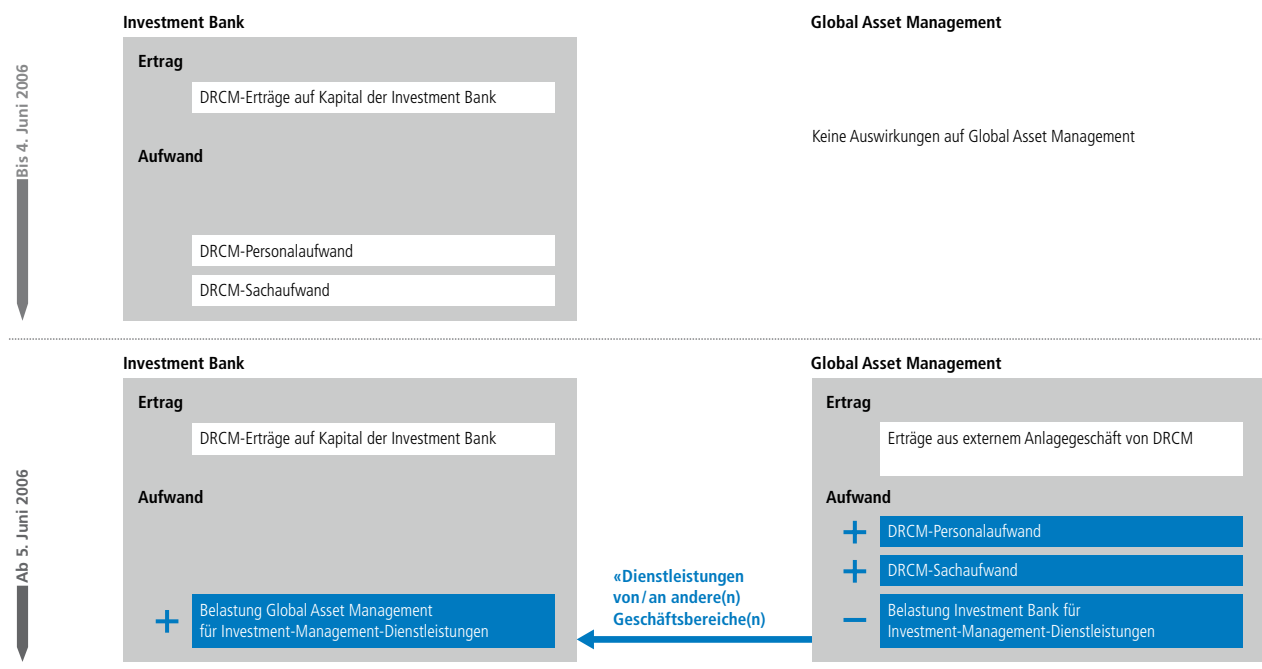 Investment Bank
Global Asset Management
Bis 4. Juni 2006
Ertrag
DRCM-Erträge auf Kapital der Investment Bank
Aufwand
DRCM-Personalaufwand
DRCM-Sachaufwand
Keine Auswirkungen auf Global Asset Management
Investment Bank
Global Asset Management
Ab 5. Juni 2006
Ertrag
DRCM-Erträge auf Kapital der Investment Bank
Aufwand
+ Belastung Global Asset Management
für Investment-Management-Dienstleistungen
«Dienstleistungen
von/an andere(n)
Geschäftsbereiche(n)
Ertrag
Erträge aus externem Anlagegeschäft von DRCM
Aufwand
+ DRCM-Personalaufwand
+ DRCM-Sachaufwand
– Belastung Investment Bank für
Investment-Management-Dienstleistungen